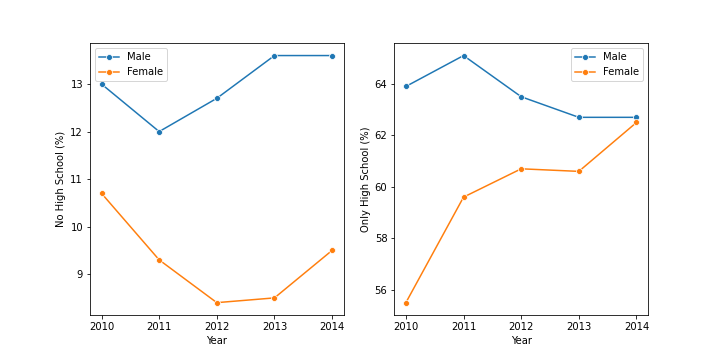 Male
Female
No High School (%)
13
12
11
10
9
2010 2011 2012 2013 2014
Year
Male
Female
Only High School (%)
64
62
60
58
56
2010 2011 2012 2013 2014
Year